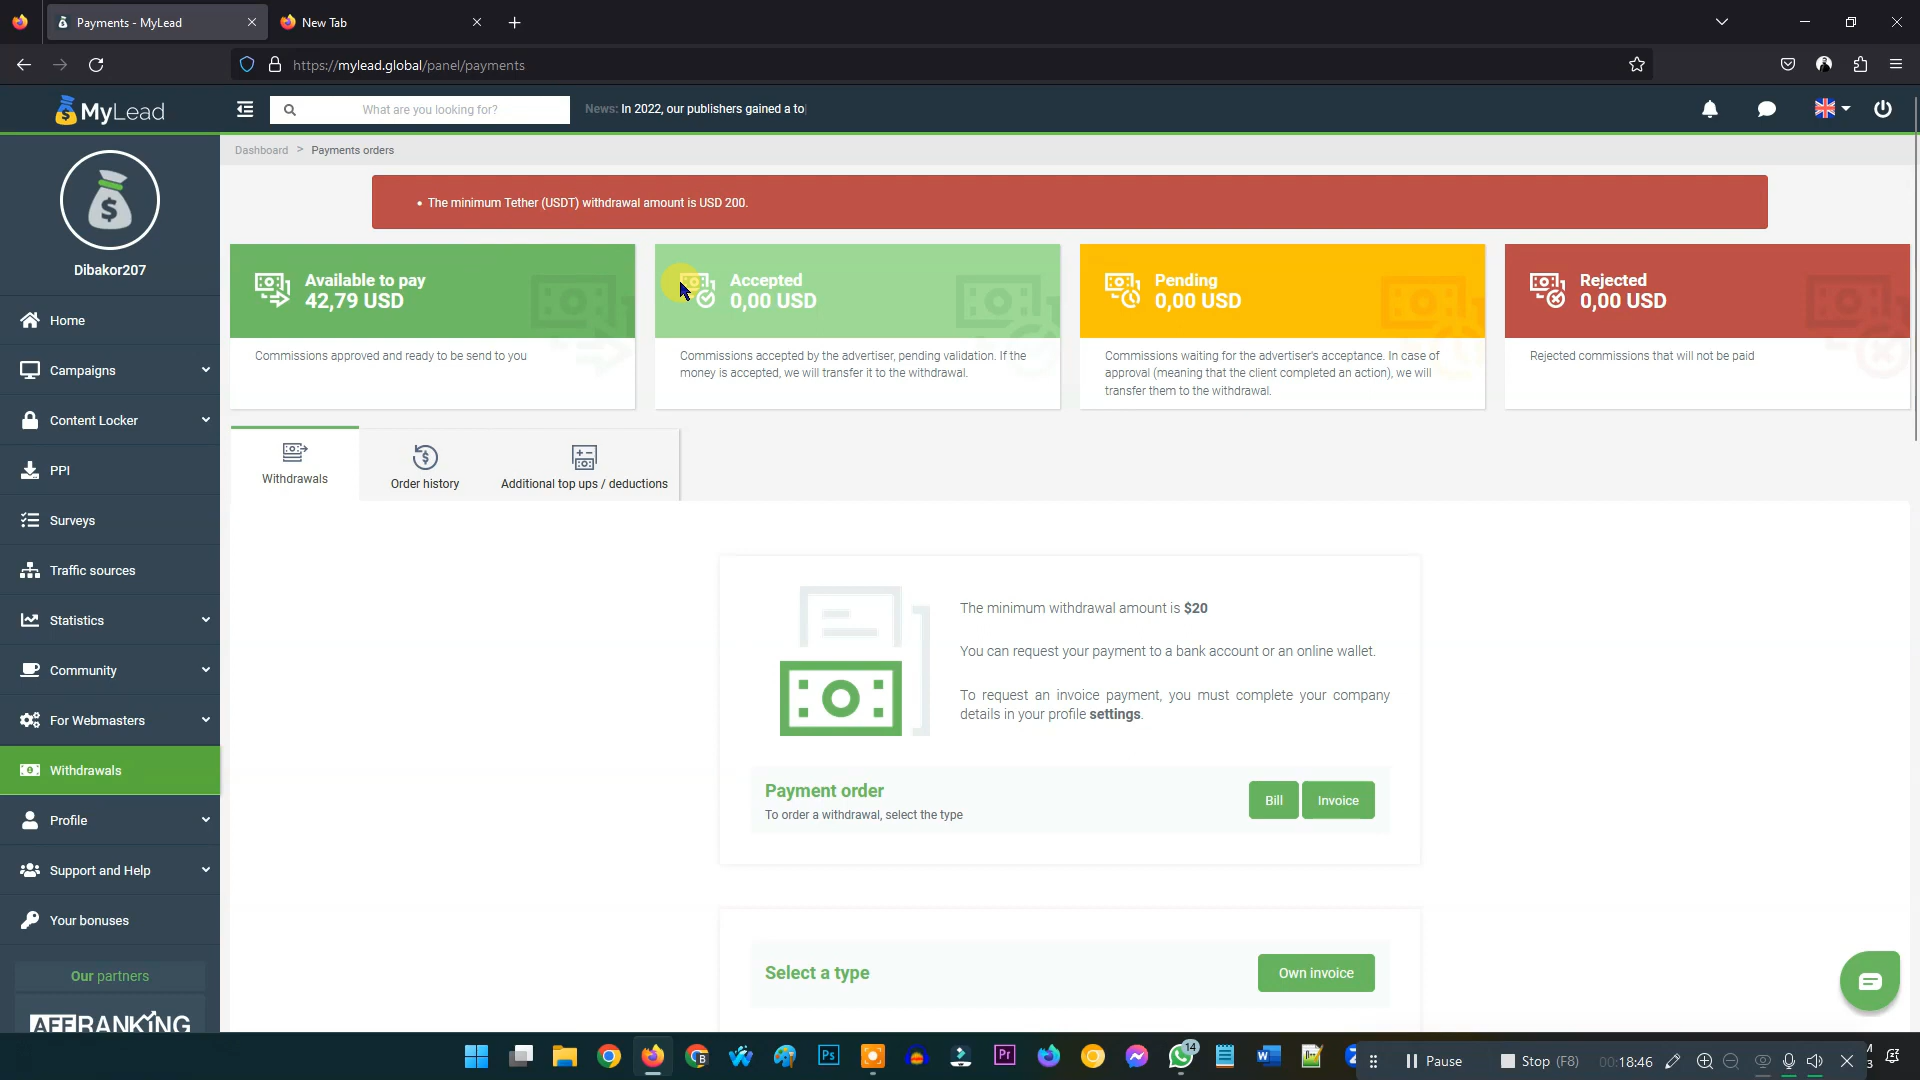 Payments - MyLead
New Tab
https://mylead.global/panel/payments
MyLead
What are you looking for?
News: In 2022, our publishers gained a to
Dashboard > Payments orders
• The minimum Tether (USDT) withdrawal amount is USD 200.
Dibakor207
Home
Campaigns
Content Locker
PPI
Surveys
Traffic sources
Statistics
Community
For Webmasters
Withdrawals
Profile
Support and Help
Your bonuses
Our partners
AFFRANKING
Available to pay
42,79 USD
Commissions approved and ready to be send to you
Accepted
0,00 USD
Commissions accepted by the advertiser, pending validation. If the
money is accepted, we will transfer it to the withdrawal.
Pending
0,00 USD
Commissions waiting for the advertiser's acceptance. In case of
approval (meaning that the client completed an action), we will
transfer them to the withdrawal.
Rejected
0,00 USD
Rejected commissions that will not be paid
Withdrawals
Order history
Additional top ups / deductions
The minimum withdrawal amount is $20
You can request your payment to a bank account or an online wallet.
To request an invoice payment, you must complete your company
details in your profile settings.
Payment order
To order a withdrawal, select the type
Bill
Invoice
Select a type
Own invoice
B
Ps
Pr
14
W
Pause
Stop (F8)
00:18:46
M
3